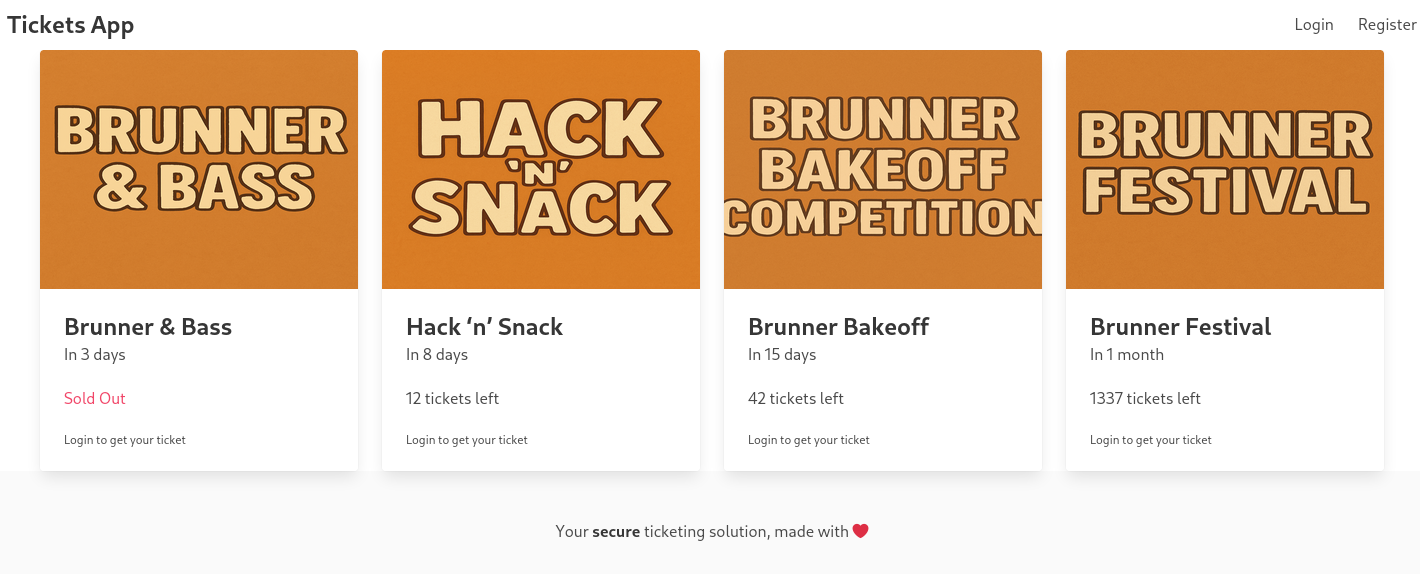 Tickets App
Login Register
BRUNNER
& BASS
HACK
'N'
SNACK
BRUNNER
BAKEOFF
COMPETITION
BRUNNER
FESTIVAL
Brunner & Bass
In 3 days
Sold Out
Login to get your ticket
Hack ‘n’ Snack
In 8 days
12 tickets left
Login to get your ticket
Brunner Bakeoff
In 15 days
42 tickets left
Login to get your ticket
Brunner Festival
In 1 month
1337 tickets left
Login to get your ticket
Your secure ticketing solution, made with ❤️